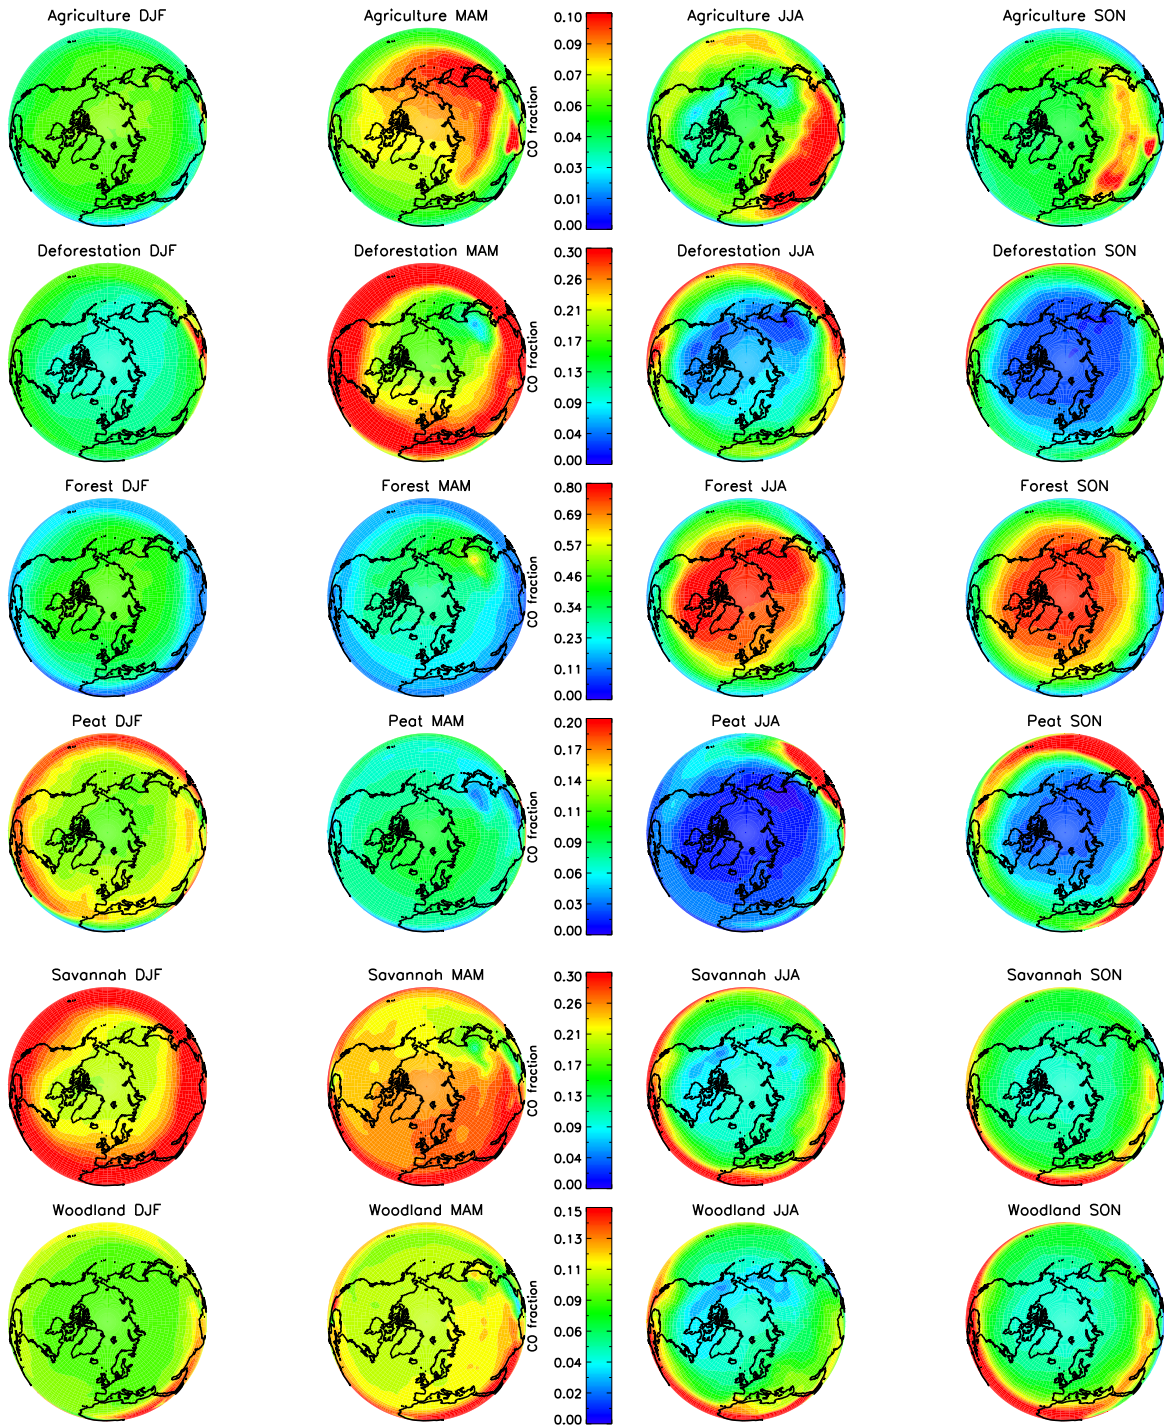 Agriculture DJF
Agriculture MAM
Agriculture JJA
Agriculture SON
0.10
0.09
0.07
0.06
0.04
0.03
0.01
0.00
CO fraction
Deforestation DJF
Deforestation MAM
Deforestation JJA
Deforestation SON
0.30
0.26
0.21
0.17
0.13
0.09
0.04
0.00
CO fraction
Forest DJF
Forest MAM
Forest JJA
Forest SON
0.80
0.69
0.57
0.46
0.34
0.23
0.11
0.00
CO fraction
Peat DJF
Peat MAM
Peat JJA
Peat SON
0.20
0.17
0.14
0.11
0.09
0.06
0.03
0.00
CO fraction
Savannah DJF
Savannah MAM
Savannah JJA
Savannah SON
0.30
0.26
0.21
0.17
0.13
0.09
0.04
0.00
CO fraction
Woodland DJF
Woodland MAM
Woodland JJA
Woodland SON
0.15
0.13
0.11
0.09
0.06
0.04
0.02
0.00
CO fraction